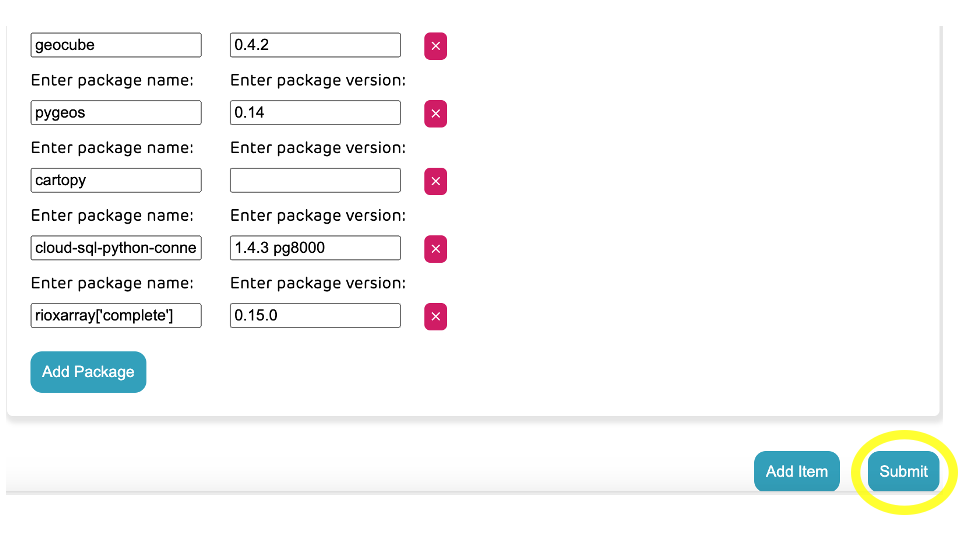 geocube 0.4.2 ×
Enter package name: Enter package version:
pygeos 0.14 ×
Enter package name: Enter package version:
cartopy ×
Enter package name: Enter package version:
cloud-sql-python-conne 1.4.3 pg8000 ×
Enter package name: Enter package version:
rioxarray['complete'] 0.15.0 ×
Add Package
Add Item Submit